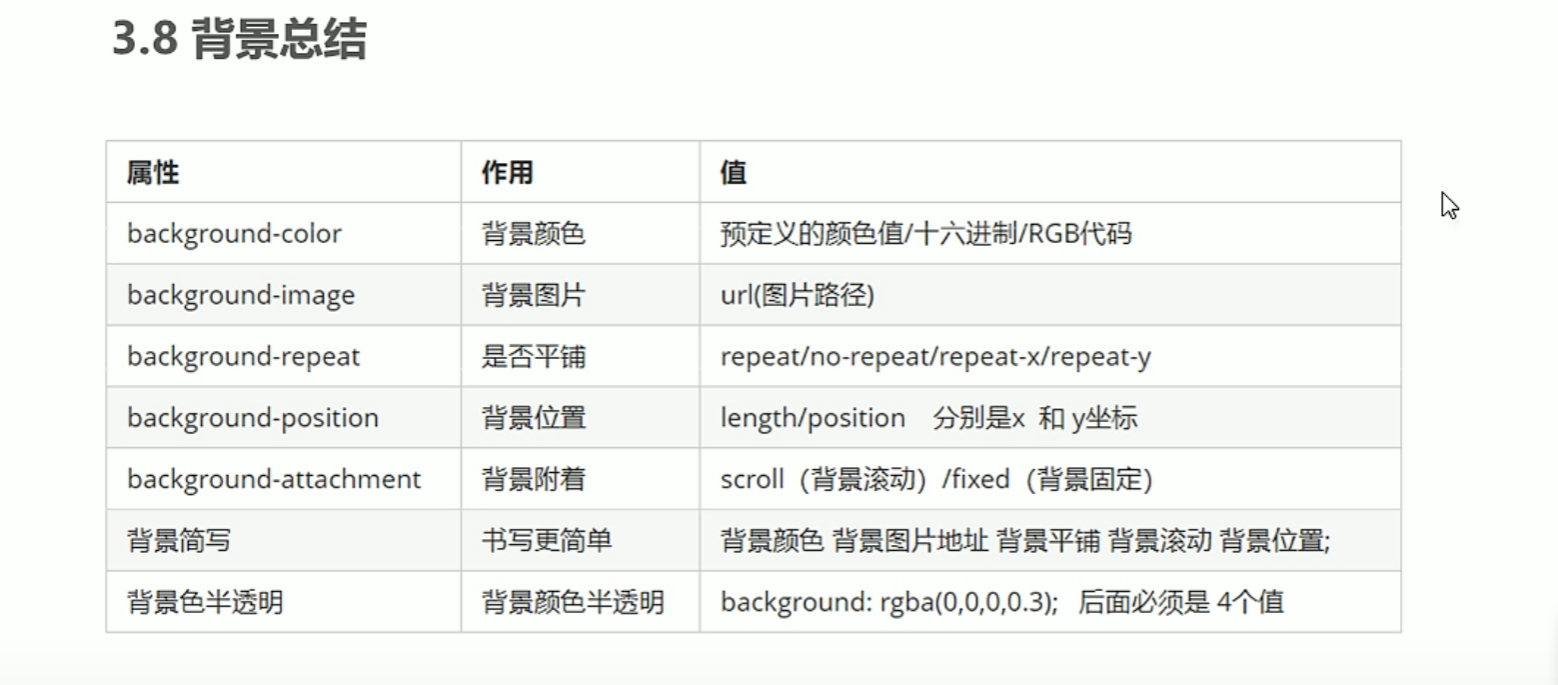 3.8 背景总结
属性 作用 值
background-color 背景颜色 预定义的颜色值/十六进制/RGB代码
background-image 背景图片 url(图片路径)
background-repeat 是否平铺 repeat/no-repeat/repeat-x/repeat-y
background-position 背景位置 length/position 分别是x 和 y坐标
background-attachment 背景附着 scroll（背景滚动）/fixed（背景固定）
背景简写 书写更简单 背景颜色 背景图片地址 背景平铺 背景滚动 背景位置;
背景色半透明 背景颜色半透明 background: rgba(0,0,0,0.3); 后面必须是 4个值